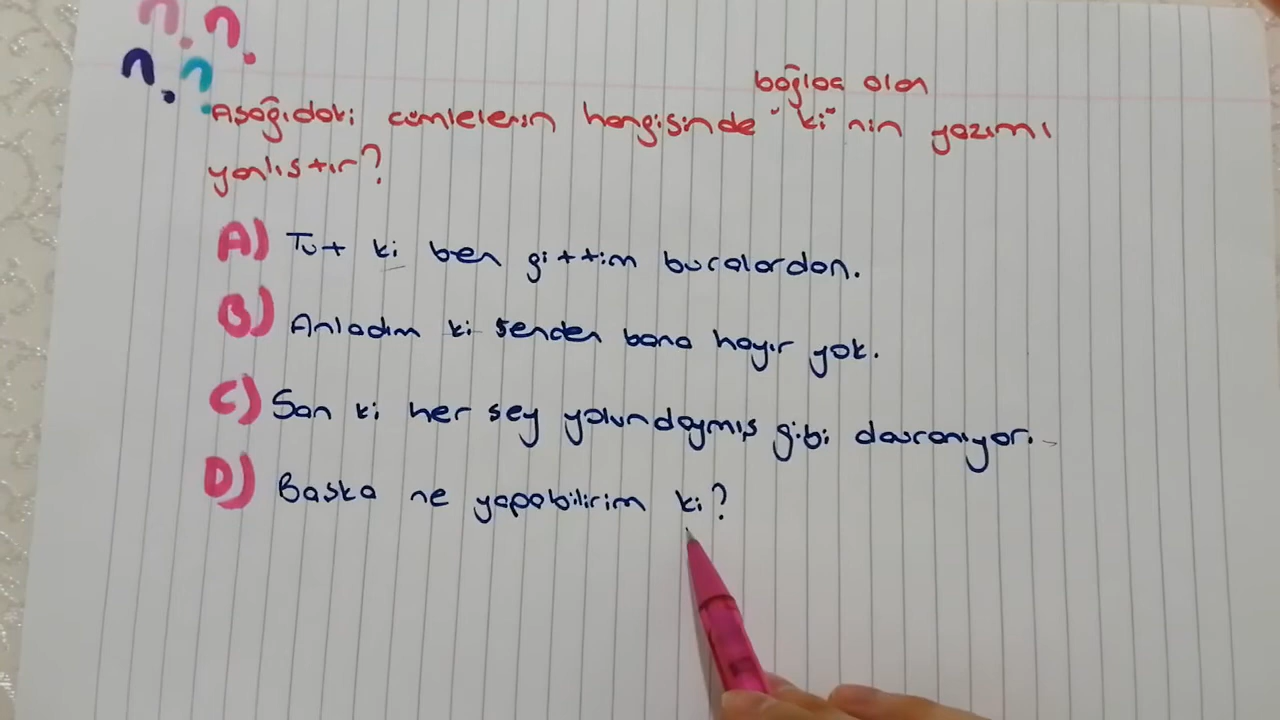 ? ?
? ?
bağlaç olan
Aşağıdaki cümlelerin hangisinde "ki" nin yazımı
yanlıştır?
A) Tut ki ben gittim buralardan.
B) Anladım ki senden bana hayır yok.
C) San ki her şey yolundaymış gibi davranıyor.
D) Başka ne yapabilirim ki?